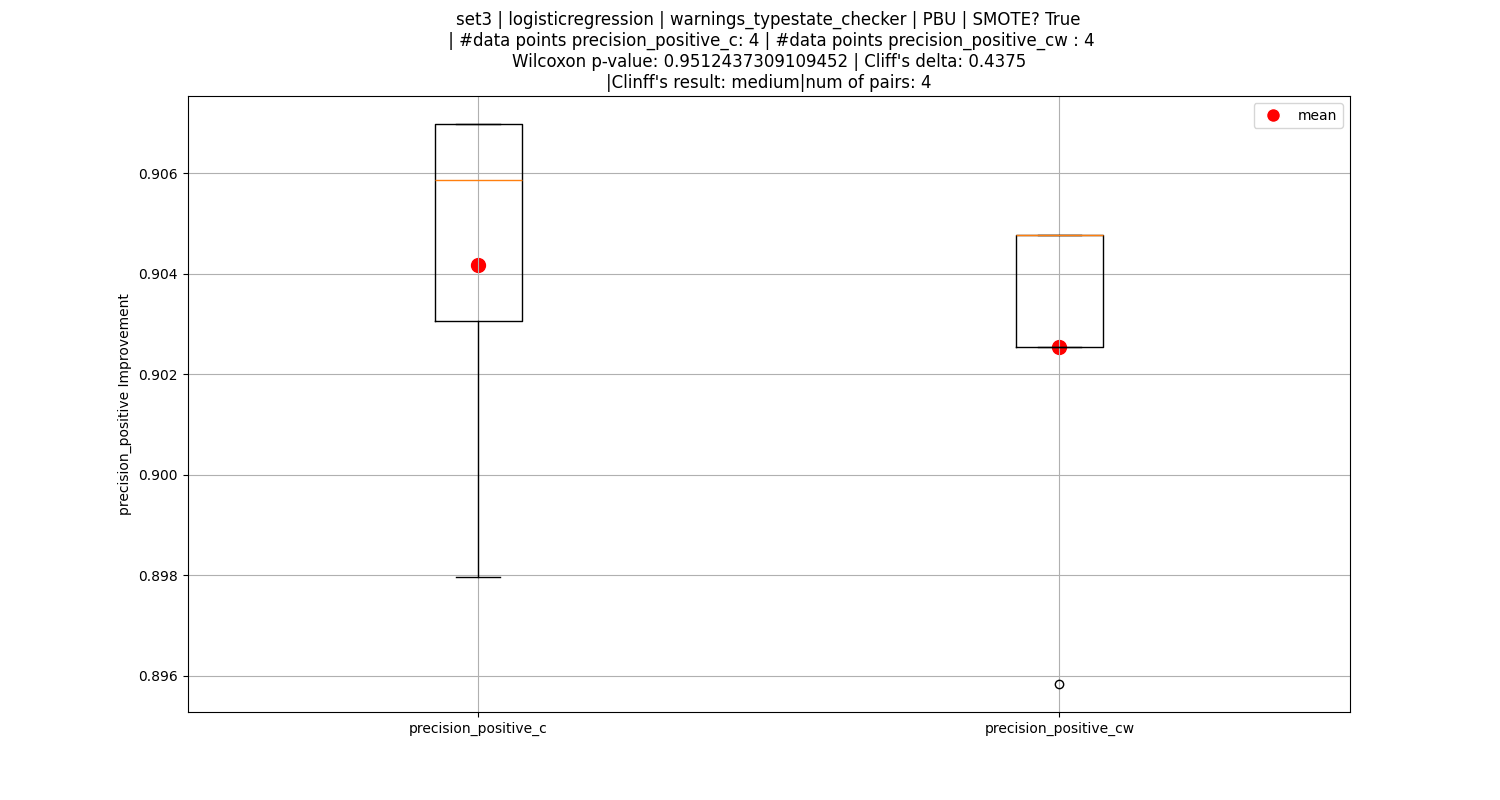 set3 | logisticregression | warnings_typestate_checker | PBU | SMOTE? True
| #data points precision_positive_c: 4 | #data points precision_positive_cw : 4
Wilcoxon p-value: 0.9512437309109452 | Cliff's delta: 0.4375
|Clinff's result: medium|num of pairs: 4
mean
0.906
0.904
0.902
0.900
0.898
0.896
precision_positive Improvement
precision_positive_c
precision_positive_cw